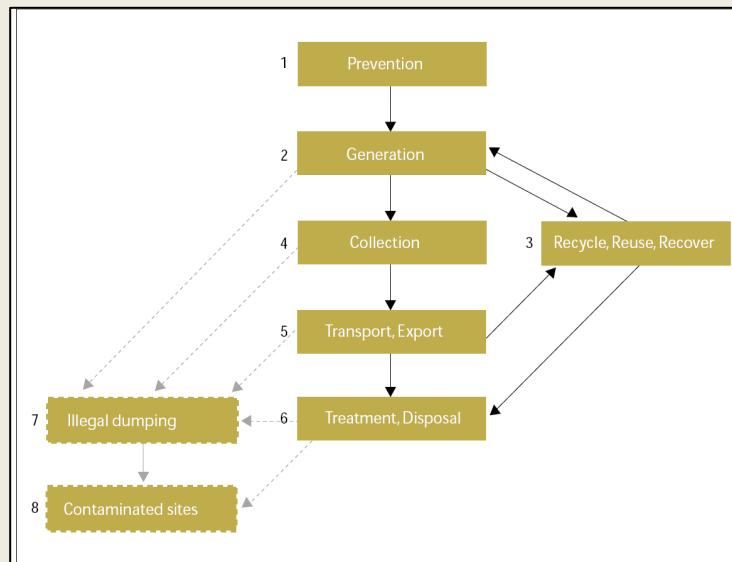 1 Prevention
2 Generation
4 Collection
3 Recycle, Reuse, Recover
5 Transport, Export
6 Treatment, Disposal
7 Illegal dumping
8 Contaminated sites